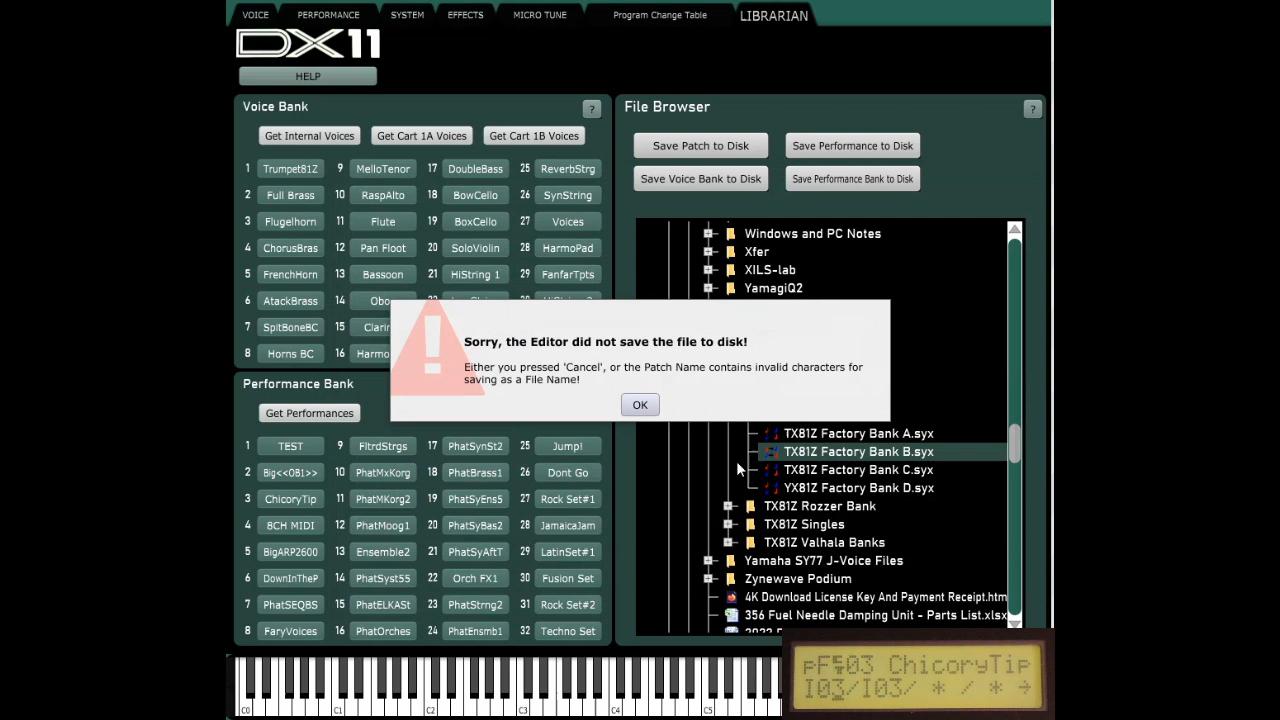 VOICE PERFORMANCE SYSTEM EFFECTS MICRO TUNE Program Change Table LIBRARIAN
DX11
HELP
Voice Bank ?
Get Internal Voices Get Cart 1A Voices Get Cart 1B Voices
1 Trumpet81Z 9 MelloTenor 17 DoubleBass 25 ReverbStrg
2 Full Brass 10 RaspAlto 18 BowCello 26 SynString
3 Flugelhorn 11 Flute 19 BoxCello 27 Voices
4 ChorusBras 12 Pan Floot 20 SoloViolin 28 HarmoPad
5 FrenchHorn 13 Bassoon 21 HiString 1 29 FanfarTpts
6 AtackBrass 14 Obo
7 SpitBoneBC 15 Clarin
8 Horns BC 16 Harmo
Performance Bank
Get Performances
1 TEST 9 FltrdStrgs 17 PhatSynSt2 25 Jump!
2 Big<<OB1>> 10 PhatMxKorg 18 PhatBrass1 26 Dont Go
3 ChicoryTip 11 PhatMKorg2 19 PhatSyEns5 27 Rock Set#1
4 8CH MIDI 12 PhatMoog1 20 PhatSyBas2 28 JamaicaJam
5 BigARP2600 13 Ensemble2 21 PhatSyAftT 29 LatinSet#1
6 DownInTheP 14 PhatSyst55 22 Orch FX1 30 Fusion Set
7 PhatSEQBS 15 PhatELKASt 23 PhatStrng2 31 Rock Set#2
8 FaryVoices 16 PhatOrches 24 PhatEnsmb1 32 Techno Set
File Browser ?
Save Patch to Disk Save Performance to Disk
Save Voice Bank to Disk Save Performance Bank to Disk
Windows and PC Notes
Xfer
XILS-lab
YamagiQ2
Sorry, the Editor did not save the file to disk!
Either you pressed 'Cancel', or the Patch Name contains invalid characters for
saving as a File Name!
OK
TX81Z Factory Bank A.syx
TX81Z Factory Bank B.syx
TX81Z Factory Bank C.syx
YX81Z Factory Bank D.syx
TX81Z Rozzer Bank
TX81Z Singles
TX81Z Valhala Banks
Yamaha SY77 J-Voice Files
Zynewave Podium
4K Download License Key And Payment Receipt.htm
356 Fuel Needle Damping Unit - Parts List.xlsx
C0 C1 C2 C3 C4 C5
03 ChicoryTip
I03/I03/ * / * →